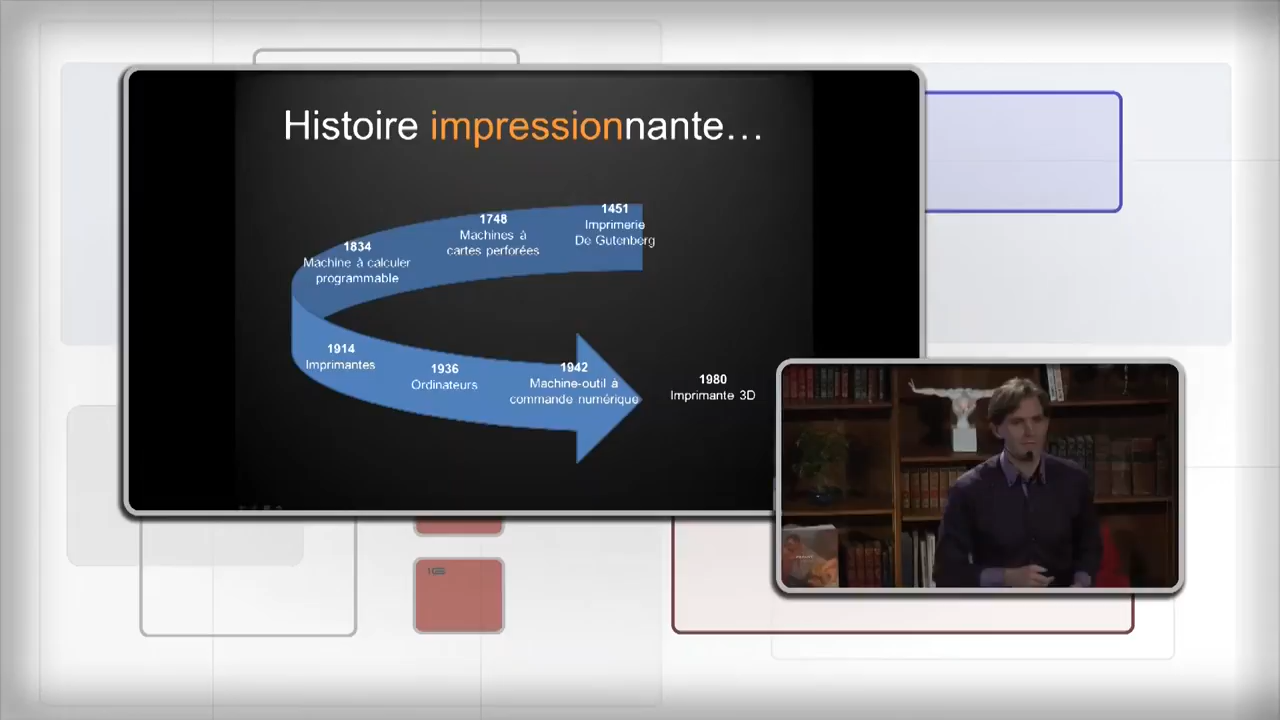 Histoire impressionnante…
1451
Imprimerie
De Gutenberg
1748
Machines à
cartes perforées
1834
Machine à calculer
programmable
1914
Imprimantes
1936
Ordinateurs
1942
Machine-outil à
commande numérique
1980
Imprimante 3D